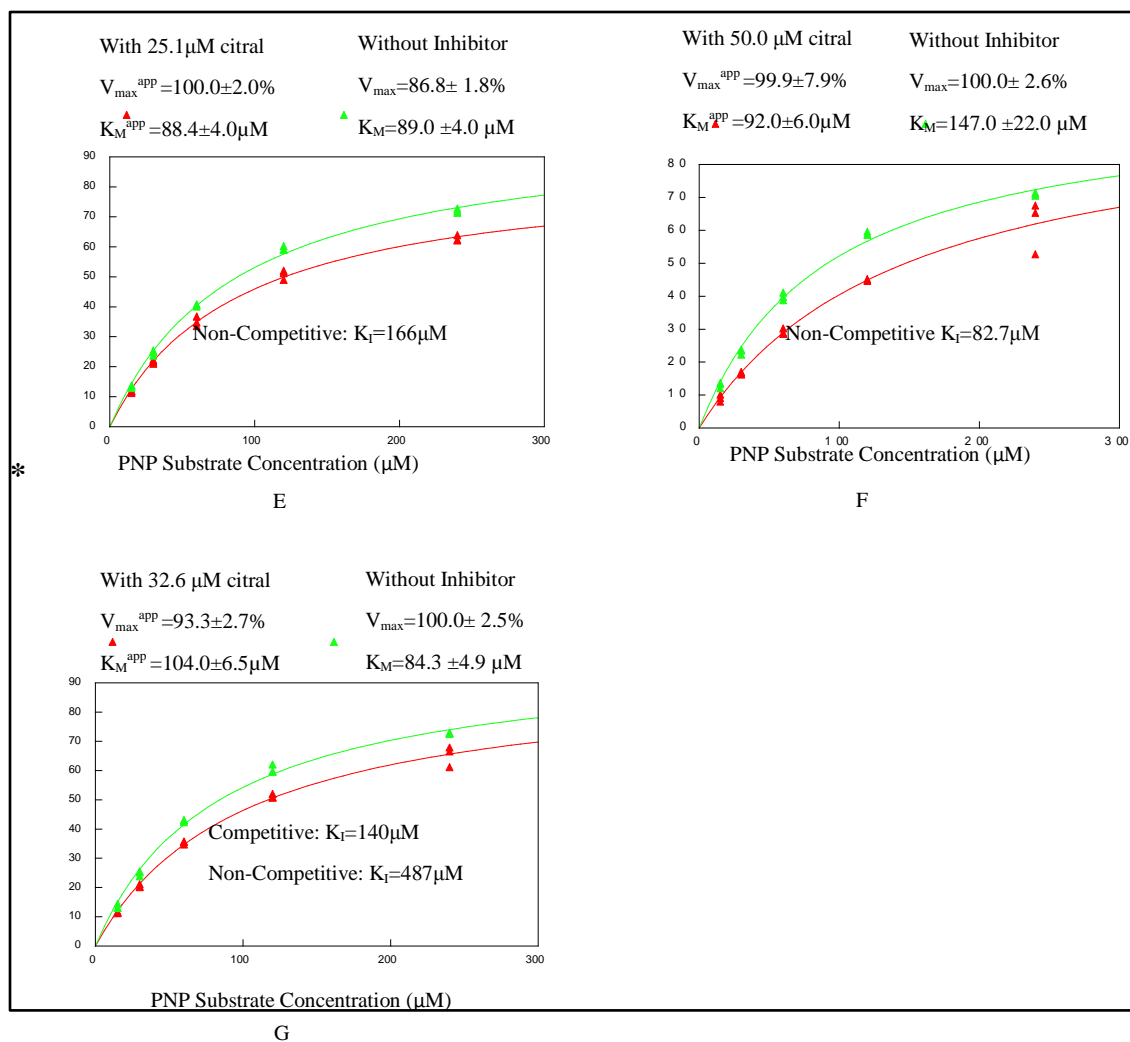 With 25.1μM citral
Without Inhibitor
V_max^app =100.0±2.0%
V_max=86.8± 1.8%
K_M^app =88.4±4.0μM
K_M=89.0 ±4.0 μM
90
80
70
60
50
40
30
20
10
0
Non-Competitive: K_I=166μM
0 100 200 300
PNP Substrate Concentration (μM)
E
With 50.0 μM citral
Without Inhibitor
V_max^app =99.9±7.9%
V_max=100.0± 2.6%
K_M^app =92.0±6.0μM
K_M=147.0 ±22.0 μM
8 0
7 0
6 0
5 0
4 0
3 0
2 0
1 0
0
Non-Competitive K_I=82.7μM
0 1 00 2 00 3 00
PNP Substrate Concentration (μM)
F
*
With 32.6 μM citral
Without Inhibitor
V_max^app =93.3±2.7%
V_max=100.0± 2.5%
K_M^app =104.0±6.5μM
K_M=84.3 ±4.9 μM
90
80
70
60
50
40
30
20
10
0
Competitive: K_I=140μM
Non-Competitive: K_I=487μM
0 100 200 300
PNP Substrate Concentration (μM)
G